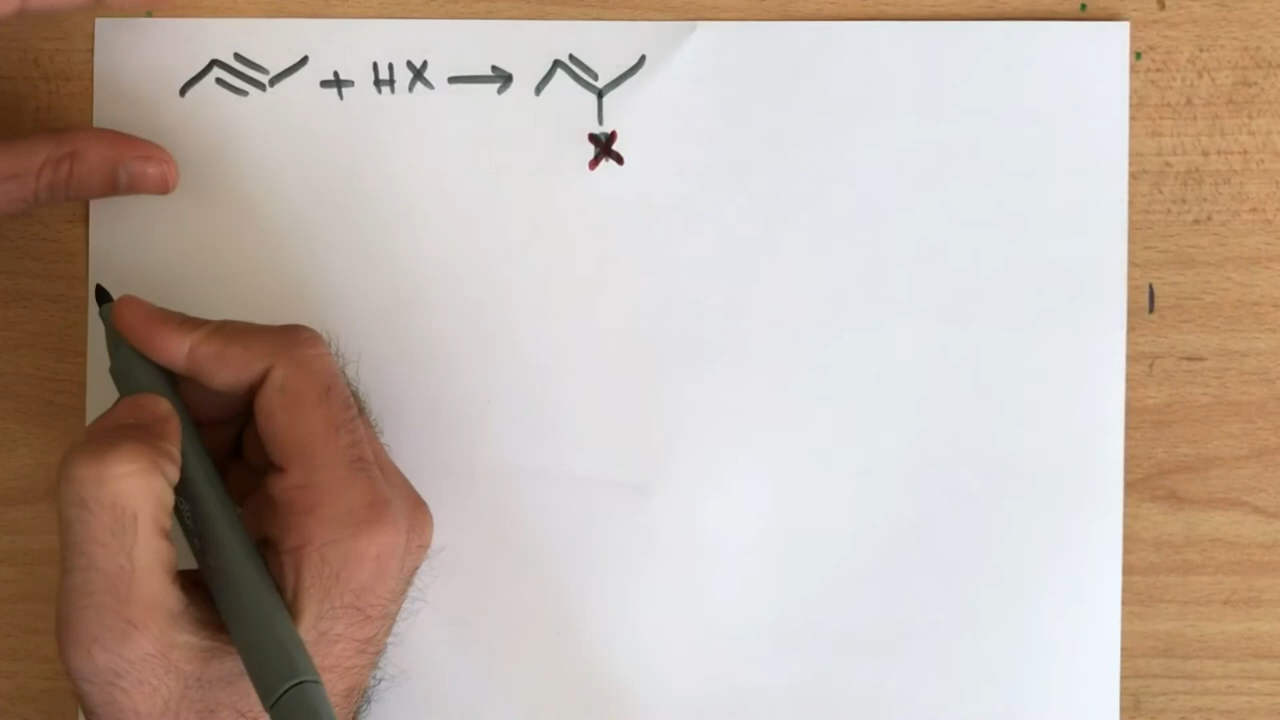 + HX →
X